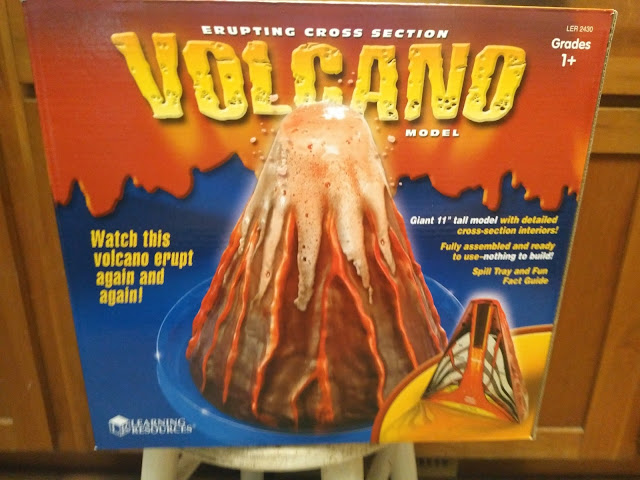 ERUPTING CROSS SECTION
VOLCANO
MODEL
LER 2430
Grades
1+
Watch this
volcano erupt
again and
again!
Giant 11" tall model with detailed
cross-section interiors!
Fully assembled and ready
to use–nothing to build!
Spill Tray and Fun
Fact Guide
LEARNING
RESOURCES®